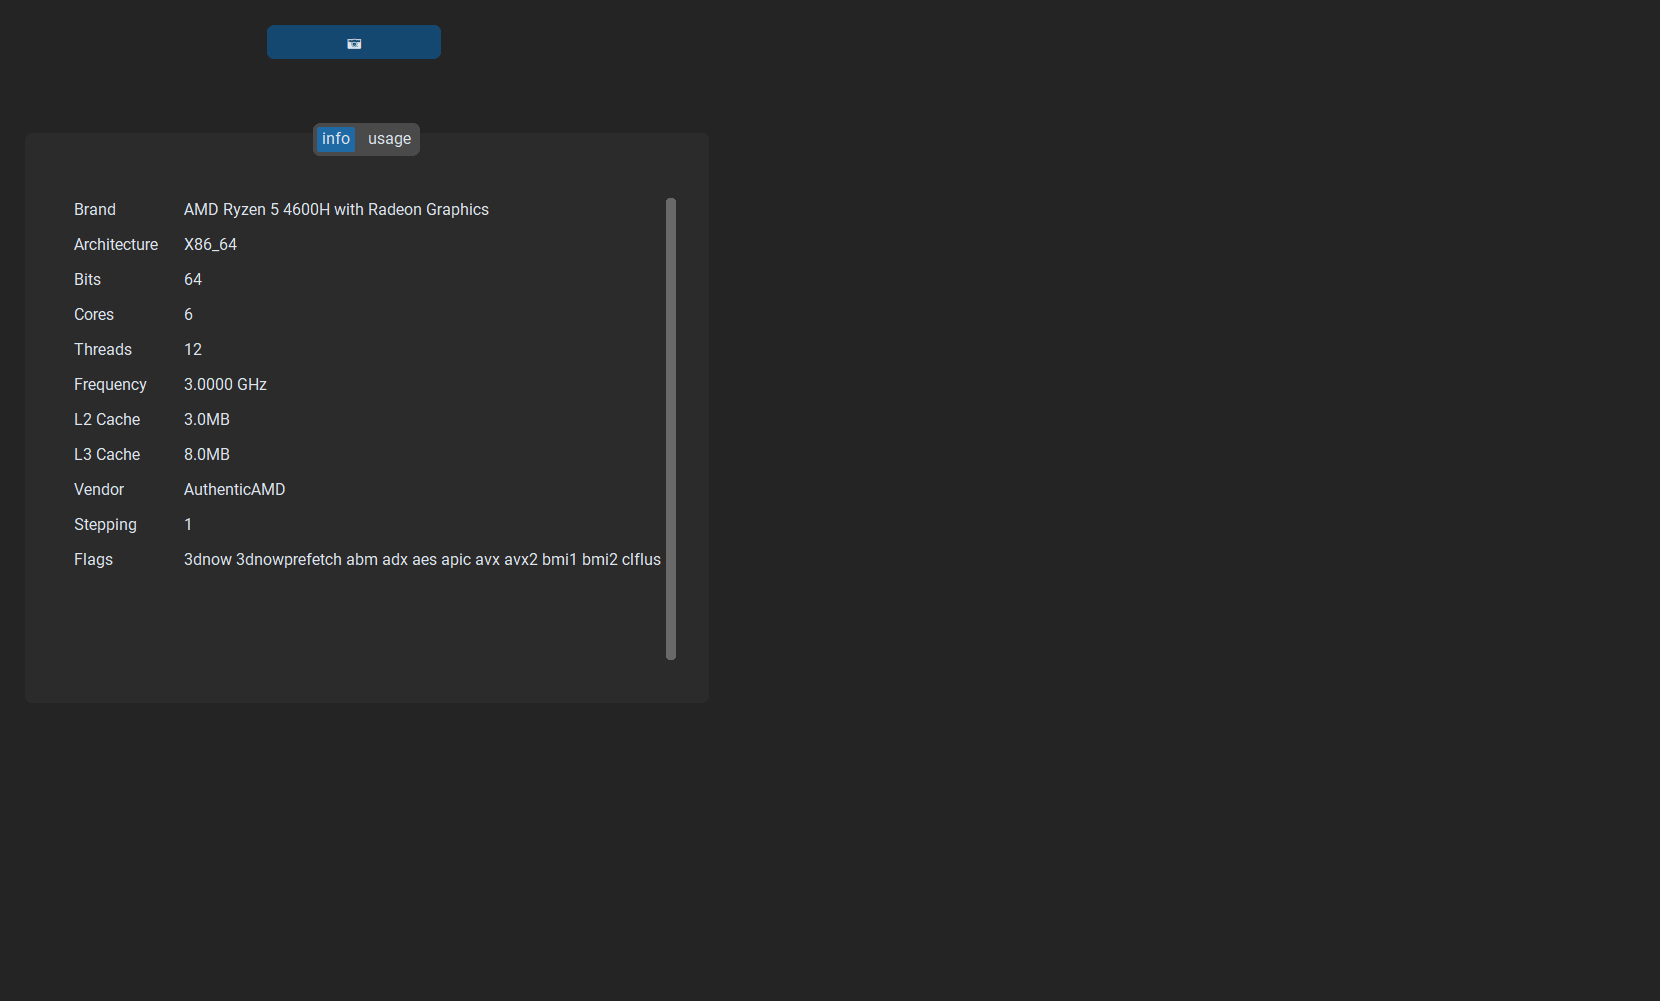 info usage
Brand AMD Ryzen 5 4600H with Radeon Graphics
Architecture X86_64
Bits 64
Cores 6
Threads 12
Frequency 3.0000 GHz
L2 Cache 3.0MB
L3 Cache 8.0MB
Vendor AuthenticAMD
Stepping 1
Flags 3dnow 3dnowprefetch abm adx aes apic avx avx2 bmi1 bmi2 clflus